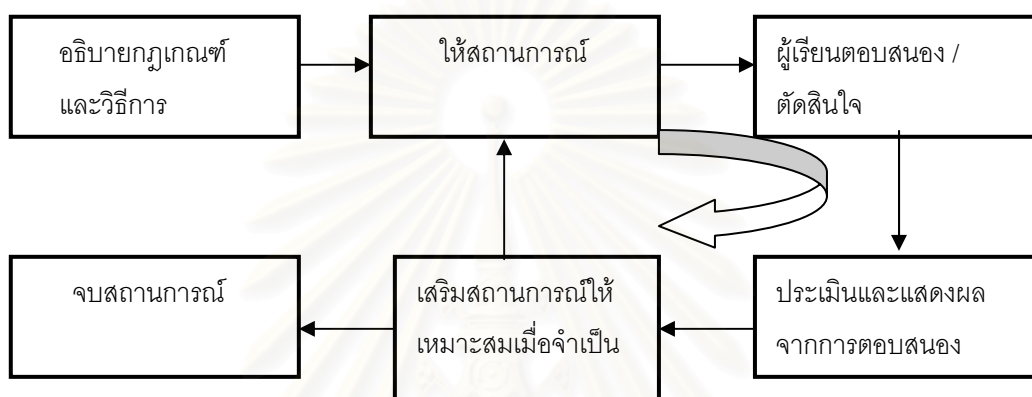 อธิบายกฎเกณฑ์
และวิธีการ
ให้สถานการณ์
ผู้เรียนตอบสนอง /
ตัดสินใจ
จบสถานการณ์
เสริมสถานการณ์ให้
เหมาะสมเมื่อจำเป็น
ประเมินและแสดงผล
จากการตอบสนอง